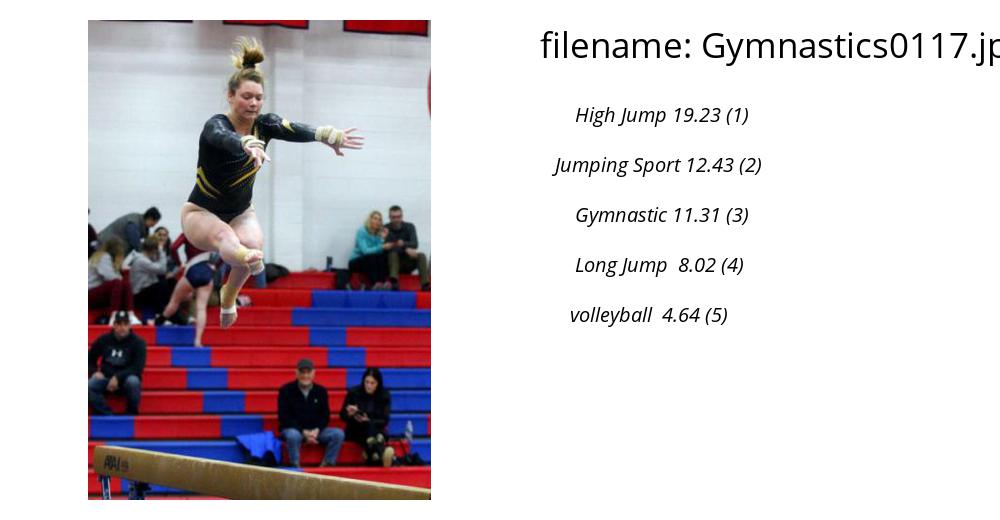 filename: Gymnastics0117.jp
High Jump 19.23 (1)
Jumping Sport 12.43 (2)
Gymnastic 11.31 (3)
Long Jump 8.02 (4)
volleyball 4.64 (5)